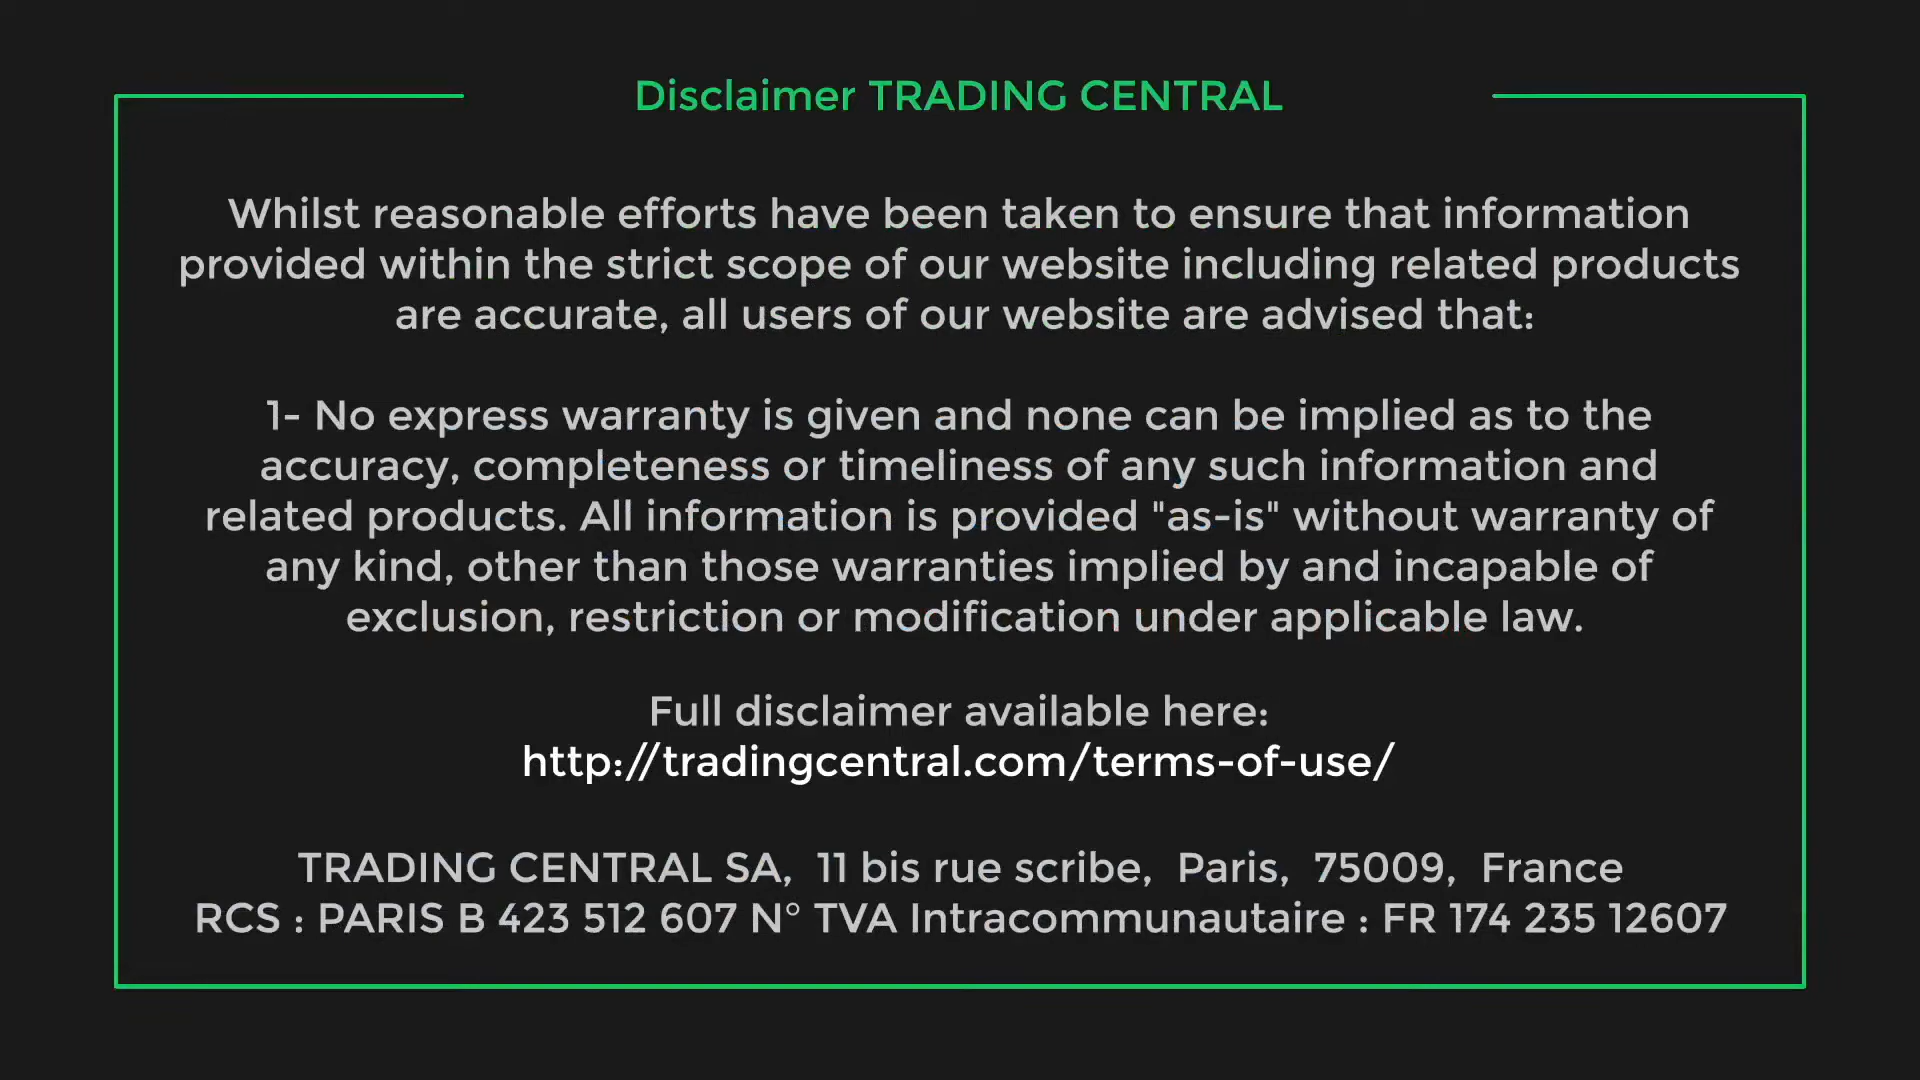 Disclaimer TRADING CENTRAL
Whilst reasonable efforts have been taken to ensure that information
provided within the strict scope of our website including related products
are accurate, all users of our website are advised that:
1- No express warranty is given and none can be implied as to the
accuracy, completeness or timeliness of any such information and
related products. All information is provided "as-is" without warranty of
any kind, other than those warranties implied by and incapable of
exclusion, restriction or modification under applicable law.
Full disclaimer available here:
http://tradingcentral.com/terms-of-use/
TRADING CENTRAL SA, 11 bis rue scribe, Paris, 75009, France
RCS : PARIS B 423 512 607 N° TVA Intracommunautaire : FR 174 235 12607